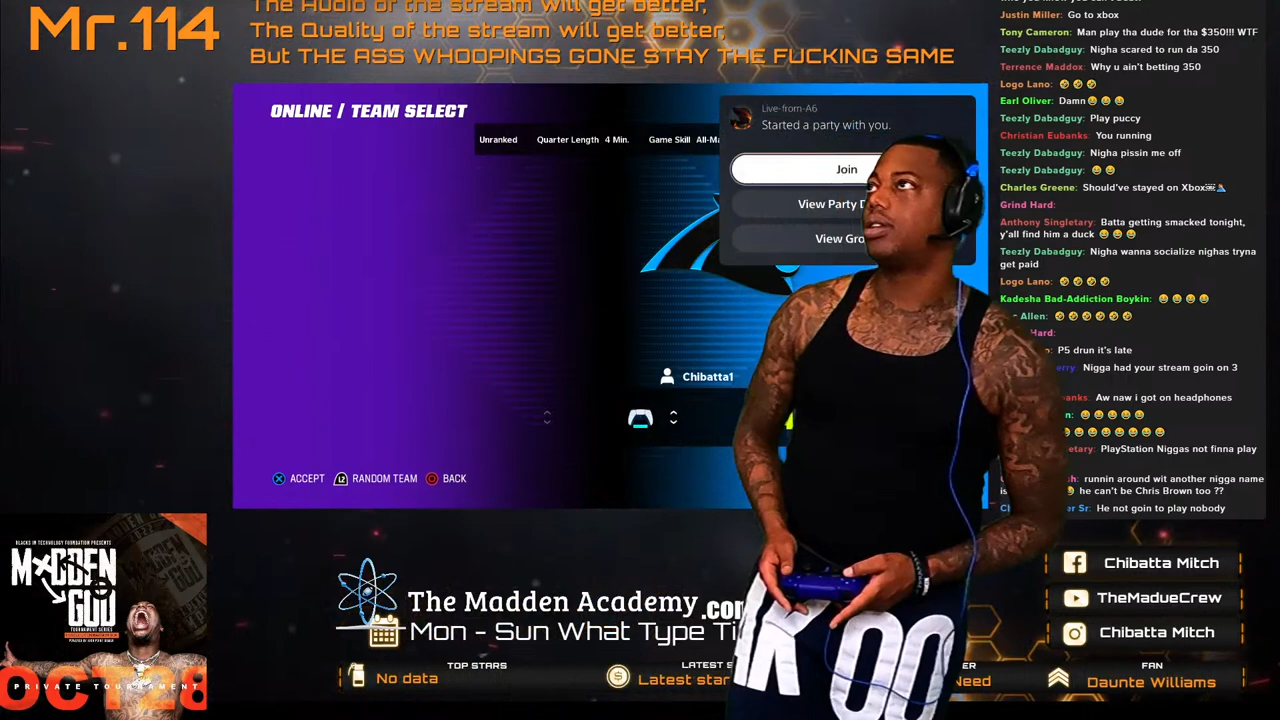 The Audio of the stream will get better,
Mr.114
The Quality of the stream will get better,
But THE ASS WHOOPINGS GONE STAY THE FUCKING SAME
ONLINE / TEAM SELECT
Unranked Quarter Length 4 Min. Game Skill
Live-from-A6
Started a party with you.
Join
View Party
View
Chibatta1
ACCEPT L2 RANDOM TEAM BACK
Justin Miller: Go to xbox
Tony Cameron: Man play tha dude for tha $350!!! WTF
Teezly Dabadguy: Nigha scared to run da 350
Terrence Maddox: Why u ain't betting 350
Logo Lano: 🤣🤣🤣
Earl Oliver: Damn😂😂😂
Teezly Dabadguy: Play puccy
Christian Eubanks: You running
Teezly Dabadguy: Nigha pissin me off
Teezly Dabadguy: 😂😂
Charles Greene: Should've stayed on Xbox
Grind Hard:
Anthony Singletary: Batta getting smacked tonight,
y'all find him a duck 😂😂😂
Teezly Dabadguy: Nigha wanna socialize nighas tryna
get paid
Logo Lano: 🤣🤣🤣🤣
Kadesha Bad-Addiction Boykin: 😂😂😂😂
Allen: 🤣🤣🤣🤣🤣🤣
Hard:
P5 drun it's late
Nigga had your stream goin on 3
Aw naw i got on headphones
😂😂😂😂😂
PlayStation Niggas not finna play
runnin around wit another nigga name
he can't be Chris Brown too ??
Sr: He not goin to play nobody
BLACKS IN TECHNOLOGY FOUNDATION PRESENTS
MADDEN
GOD
TOURNAMENT SERIES
PRIVATE TOURNAMENT
The Madden Academy
Mon - Sun What Type
TOP STARS
No data
Latest
Need
FAN
Daunte Williams
Chibatta Mitch
TheMadueCrew
Chibatta Mitch